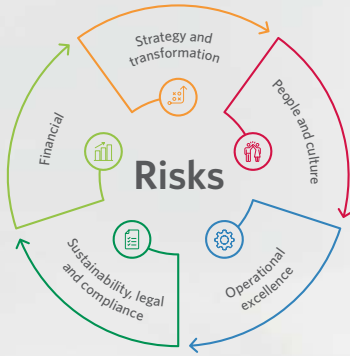 Strategy and
transformation
People and culture
Operational
excellence
Sustainability, legal
and compliance
Financial
Risks